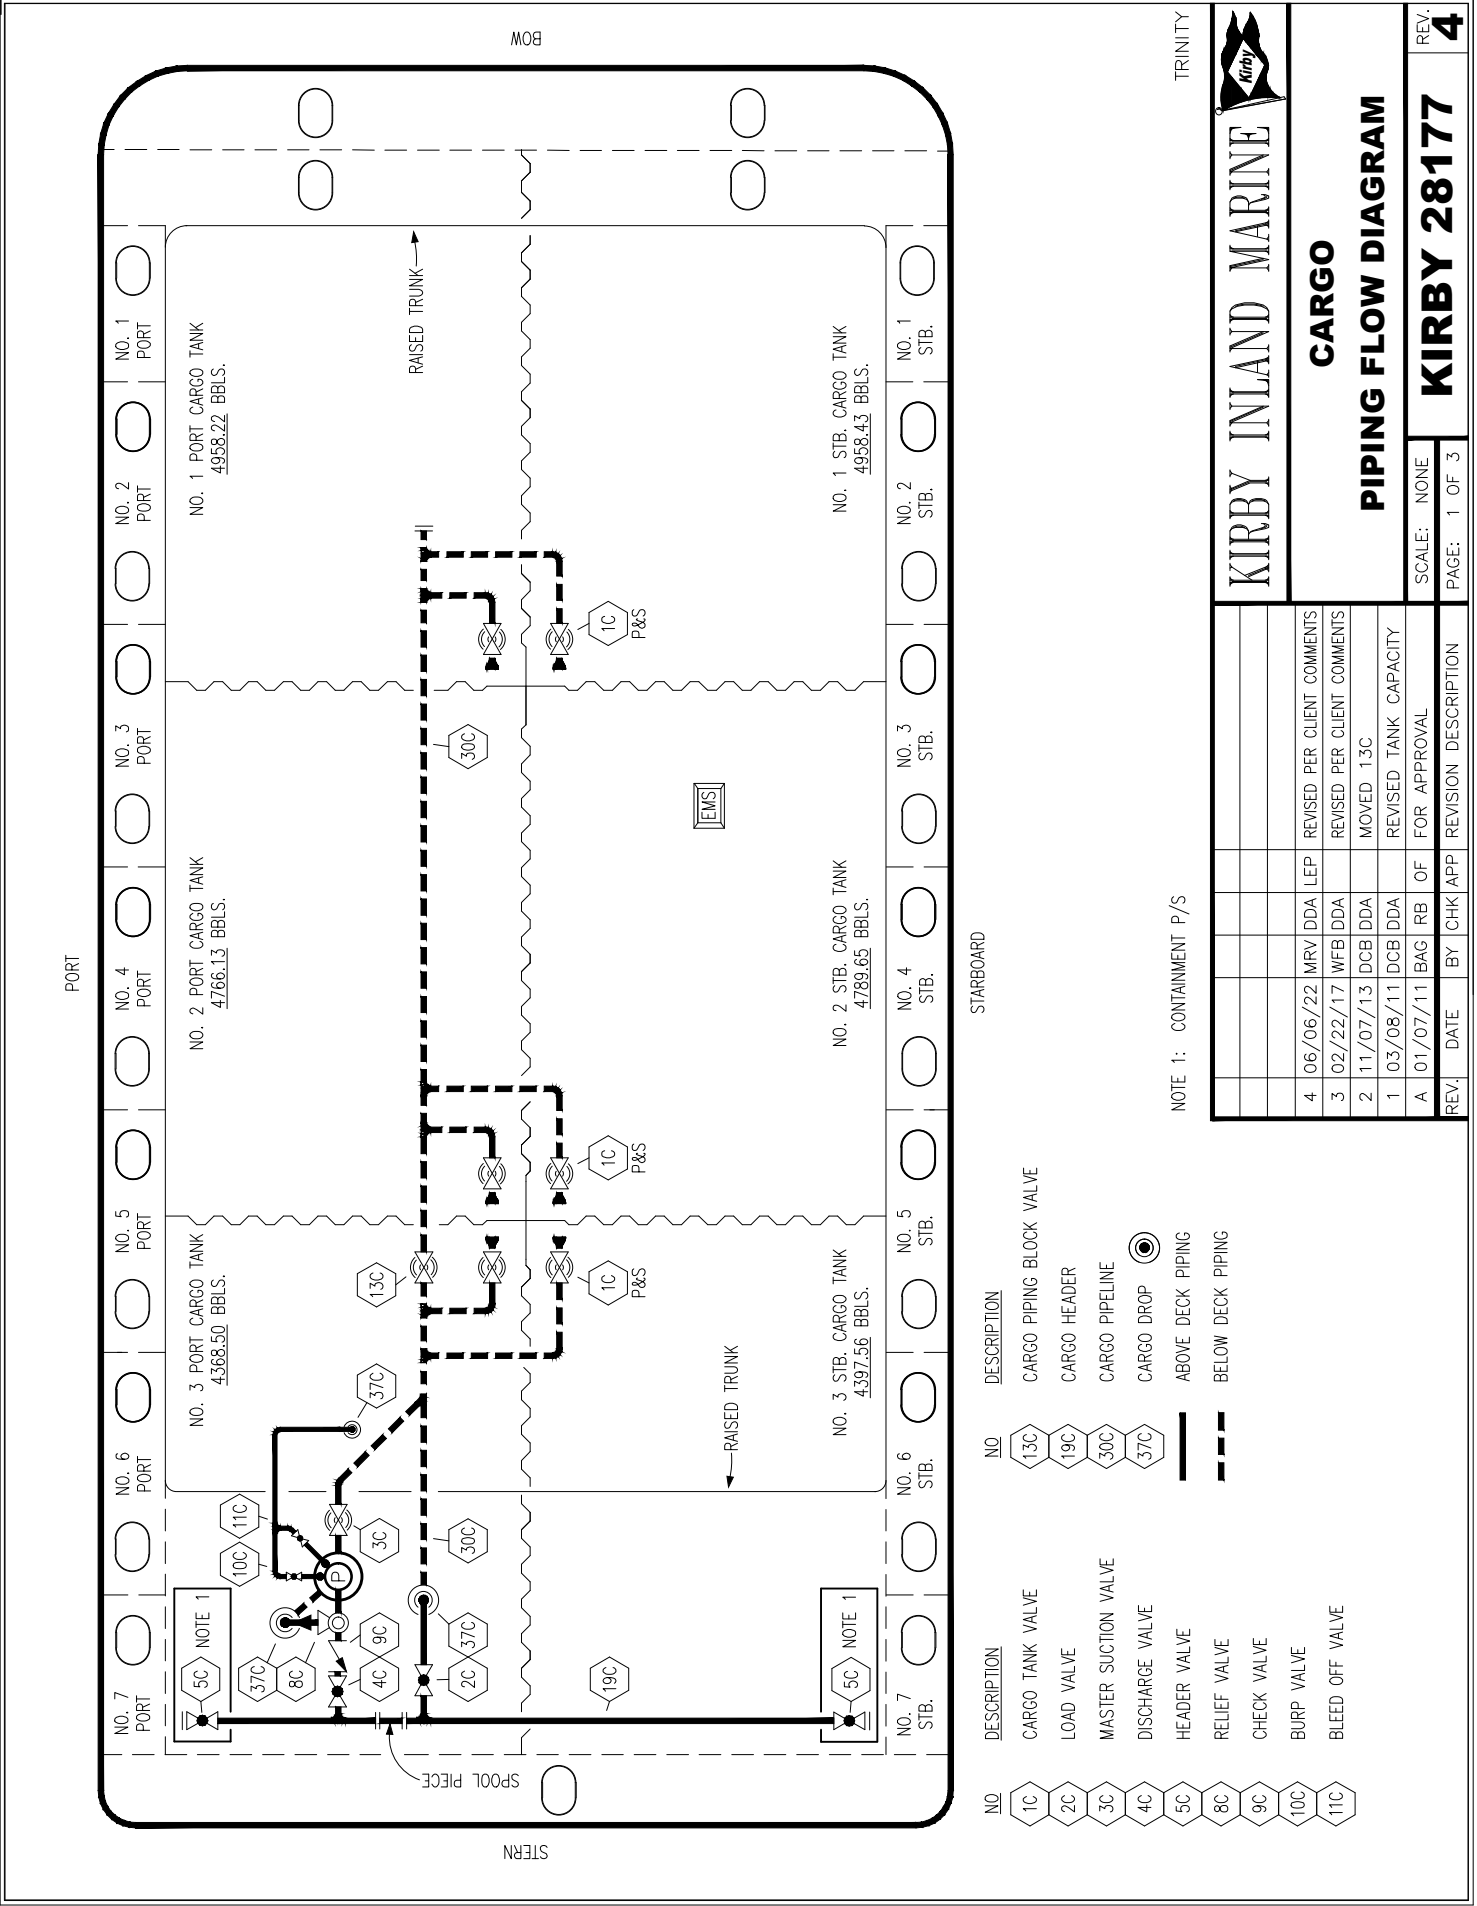 PORT
STERN
BOW
STARBOARD
NO. 7
PORT
NO. 6
PORT
NO. 5
PORT
NO. 4
PORT
NO. 3
PORT
NO. 2
PORT
NO. 1
PORT
NO. 3 PORT CARGO TANK
4368.50 BBLS.
NO. 2 PORT CARGO TANK
4766.13 BBLS.
NO. 1 PORT CARGO TANK
4958.22 BBLS.
5C
NOTE 1
10C
11C
37C
8C
P
37C
13C
9C
4C
3C
RAISED TRUNK
37C
2C
30C
30C
SPOOL PIECE
19C
1C
P&S
1C
P&S
1C
P&S
EMS
RAISED TRUNK
5C
NOTE 1
NO. 3 STB. CARGO TANK
4397.56 BBLS.
NO. 2 STB. CARGO TANK
4789.65 BBLS.
NO. 1 STB. CARGO TANK
4958.43 BBLS.
NO. 7
STB.
NO. 6
STB.
NO. 5
STB.
NO. 4
STB.
NO. 3
STB.
NO. 2
STB.
NO. 1
STB.
NO DESCRIPTION
1C CARGO TANK VALVE
2C LOAD VALVE
3C MASTER SUCTION VALVE
4C DISCHARGE VALVE
5C HEADER VALVE
8C RELIEF VALVE
9C CHECK VALVE
10C BURP VALVE
11C BLEED OFF VALVE
NO DESCRIPTION
13C CARGO PIPING BLOCK VALVE
19C CARGO HEADER
30C CARGO PIPELINE
37C CARGO DROP
ABOVE DECK PIPING
BELOW DECK PIPING
NOTE 1: CONTAINMENT P/S
TRINITY
4 06/06/22 MRV DDA LEP REVISED PER CLIENT COMMENTS
3 02/22/17 WFB DDA REVISED PER CLIENT COMMENTS
2 11/07/13 DCB DDA MOVED 13C
1 03/08/11 DCB DDA REVISED TANK CAPACITY
A 01/07/11 BAG RB OF FOR APPROVAL
REV. DATE BY CHK APP REVISION DESCRIPTION
KIRBY INLAND MARINE
Kirby
CARGO
PIPING FLOW DIAGRAM
SCALE: NONE
PAGE: 1 OF 3
KIRBY 28177
REV.
4